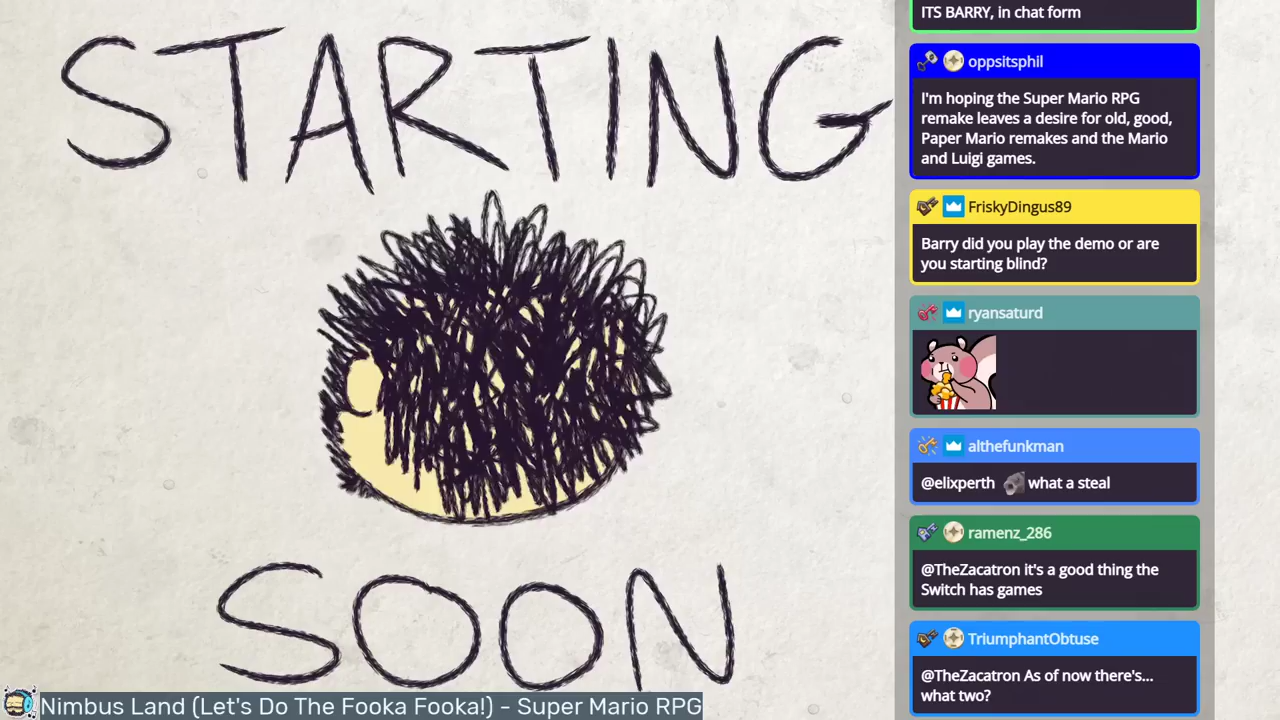 STARTING
SOON
Nimbus Land (Let's Do The Fooka Fooka!) - Super Mario RPG
ITS BARRY, in chat form
oppsitsphil
I'm hoping the Super Mario RPG
remake leaves a desire for old, good,
Paper Mario remakes and the Mario
and Luigi games.
FriskyDingus89
Barry did you play the demo or are
you starting blind?
ryansaturd
althefunkman
@elixperth what a steal
ramenz_286
@TheZacatron it's a good thing the
Switch has games
TriumphantObtuse
@TheZacatron As of now there's...
what two?